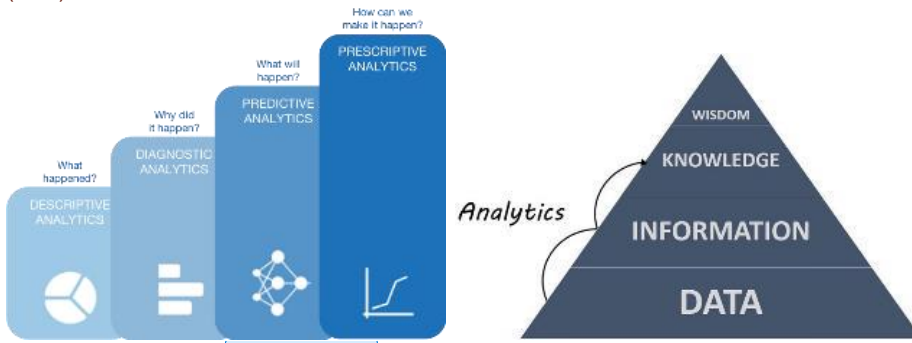 What
happened?
DESCRIPTIVE
ANALYTICS
Why did
it happen?
DIAGNOSTIC
ANALYTICS
What will
happen?
PREDICTIVE
ANALYTICS
How can we
make it happen?
PRESCRIPTIVE
ANALYTICS
Analytics
WISDOM
KNOWLEDGE
INFORMATION
DATA